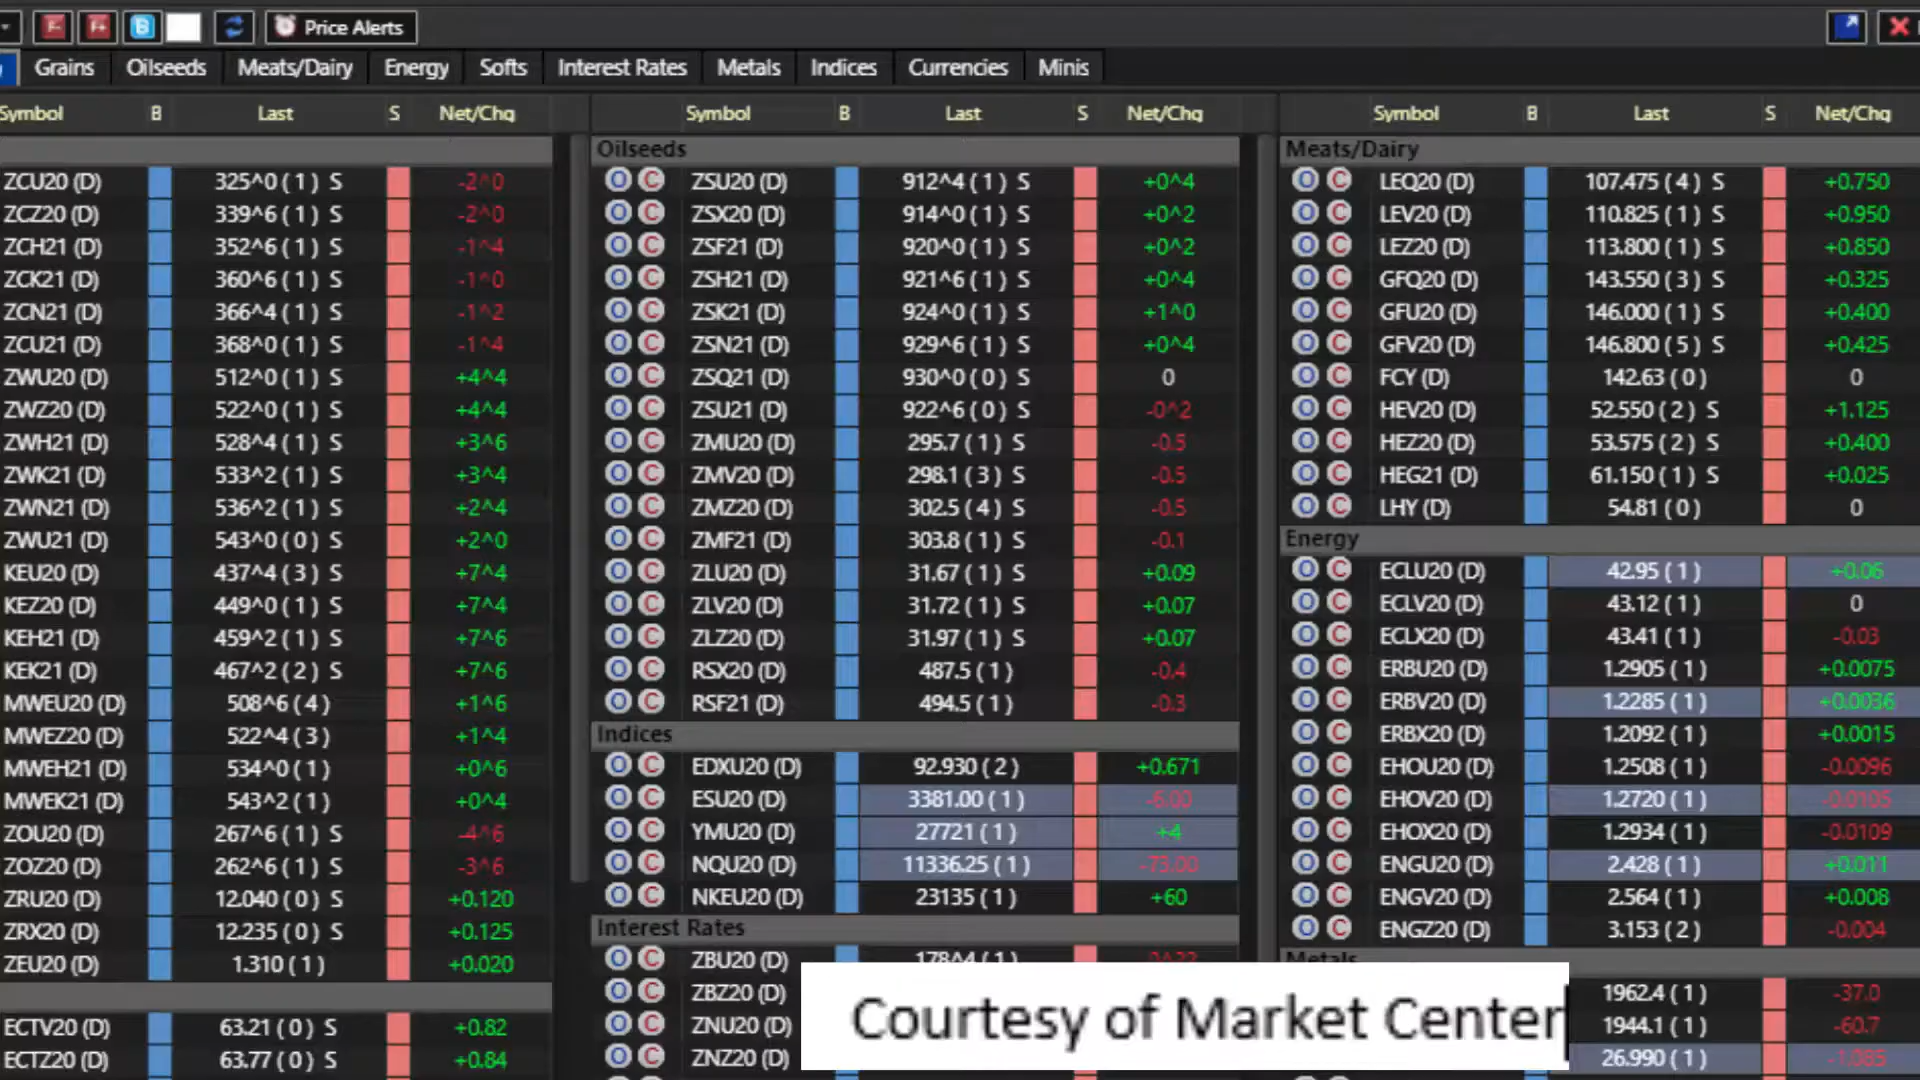 Price Alerts
Grains Oilseeds Meats/Dairy Energy Softs Interest Rates Metals Indices Currencies Minis
Symbol B Last S Net/Chg
ZCU20 (D) 325^0 ( 1 ) S -2^0
ZCZ20 (D) 339^6 ( 1 ) S -2^0
ZCH21 (D) 352^6 ( 1 ) S -1^4
ZCK21 (D) 360^6 ( 1 ) S -1^0
ZCN21 (D) 366^4 ( 1 ) S -1^2
ZCU21 (D) 368^0 ( 1 ) S -1^4
ZWU20 (D) 512^0 ( 1 ) S +4^4
ZWZ20 (D) 522^0 ( 1 ) S +4^4
ZWH21 (D) 528^4 ( 1 ) S +3^6
ZWK21 (D) 533^2 ( 1 ) S +3^4
ZWN21 (D) 536^2 ( 1 ) S +2^4
ZWU21 (D) 543^0 ( 0 ) S +2^0
KEU20 (D) 437^4 ( 3 ) S +7^4
KEZ20 (D) 449^0 ( 1 ) S +7^4
KEH21 (D) 459^2 ( 1 ) S +7^6
KEK21 (D) 467^2 ( 2 ) S +7^6
MWEU20 (D) 508^6 ( 4 ) +1^6
MWEZ20 (D) 522^4 ( 3 ) +1^4
MWEH21 (D) 534^0 ( 1 ) +0^6
MWEK21 (D) 543^2 ( 1 ) +0^4
ZOU20 (D) 267^6 ( 1 ) S -4^6
ZOZ20 (D) 262^6 ( 1 ) S -3^6
ZRU20 (D) 12.040 ( 0 ) S +0.120
ZRX20 (D) 12.235 ( 0 ) S +0.125
ZEU20 (D) 1.310 ( 1 ) +0.020
ECTV20 (D) 63.21 ( 0 ) S +0.82
ECTZ20 (D) 63.77 ( 0 ) S +0.84
Symbol B Last S Net/Chg
Oilseeds
O C ZSU20 (D) 912^4 ( 1 ) S +0^4
O C ZSX20 (D) 914^0 ( 1 ) S +0^2
O C ZSF21 (D) 920^0 ( 1 ) S +0^2
O C ZSH21 (D) 921^6 ( 1 ) S +0^4
O C ZSK21 (D) 924^0 ( 1 ) S +1^0
O C ZSN21 (D) 929^6 ( 1 ) S +0^4
O C ZSQ21 (D) 930^0 ( 0 ) S 0
O C ZSU21 (D) 922^6 ( 0 ) S -0^2
O C ZMU20 (D) 295.7 ( 1 ) S -0.5
O C ZMV20 (D) 298.1 ( 3 ) S -0.5
O C ZMZ20 (D) 302.5 ( 4 ) S -0.5
O C ZMF21 (D) 303.8 ( 1 ) S -0.1
O C ZLU20 (D) 31.67 ( 1 ) S +0.09
O C ZLV20 (D) 31.72 ( 1 ) S +0.07
O C ZLZ20 (D) 31.97 ( 1 ) S +0.07
O C RSX20 (D) 487.5 ( 1 ) -0.4
O C RSF21 (D) 494.5 ( 1 ) -0.3
Indices
O C EDXU20 (D) 92.930 ( 2 ) +0.671
O C ESU20 (D) 3381.00 ( 1 ) -6.00
O C YMU20 (D) 27721 ( 1 ) +4
O C NQU20 (D) 11336.25 ( 1 ) -73.00
O C NKEU20 (D) 23135 ( 1 ) +60
Interest Rates
O C ZBU20 (D) 178^4 ( 1 )
O C ZBZ20 (D)
O C ZNU20 (D)
O C ZNZ20 (D)
Symbol B Last S Net/Chg
Meats/Dairy
O C LEQ20 (D) 107.475 ( 4 ) S +0.750
O C LEV20 (D) 110.825 ( 1 ) S +0.950
O C LEZ20 (D) 113.800 ( 1 ) S +0.850
O C GFQ20 (D) 143.550 ( 3 ) S +0.325
O C GFU20 (D) 146.000 ( 1 ) S +0.400
O C GFV20 (D) 146.800 ( 5 ) S +0.425
O C FCY (D) 142.63 ( 0 ) 0
O C HEV20 (D) 52.550 ( 2 ) S +1.125
O C HEZ20 (D) 53.575 ( 2 ) S +0.400
O C HEG21 (D) 61.150 ( 1 ) S +0.025
O C LHY (D) 54.81 ( 0 ) 0
Energy
O C ECLU20 (D) 42.95 ( 1 ) +0.06
O C ECLV20 (D) 43.12 ( 1 ) 0
O C ECLX20 (D) 43.41 ( 1 ) -0.03
O C ERBU20 (D) 1.2905 ( 1 ) +0.0075
O C ERBV20 (D) 1.2285 ( 1 ) +0.0036
O C ERBX20 (D) 1.2092 ( 1 ) +0.0015
O C EHOU20 (D) 1.2508 ( 1 ) -0.0096
O C EHOV20 (D) 1.2720 ( 1 ) -0.0105
O C EHOX20 (D) 1.2934 ( 1 ) -0.0109
O C ENGU20 (D) 2.428 ( 1 ) +0.011
O C ENGV20 (D) 2.564 ( 1 ) +0.008
O C ENGZ20 (D) 3.153 ( 2 ) -0.004
Metals
1962.4 ( 1 ) -37.0
1944.1 ( 1 ) -60.7
26.990 ( 1 ) -1.085
Courtesy of Market Center